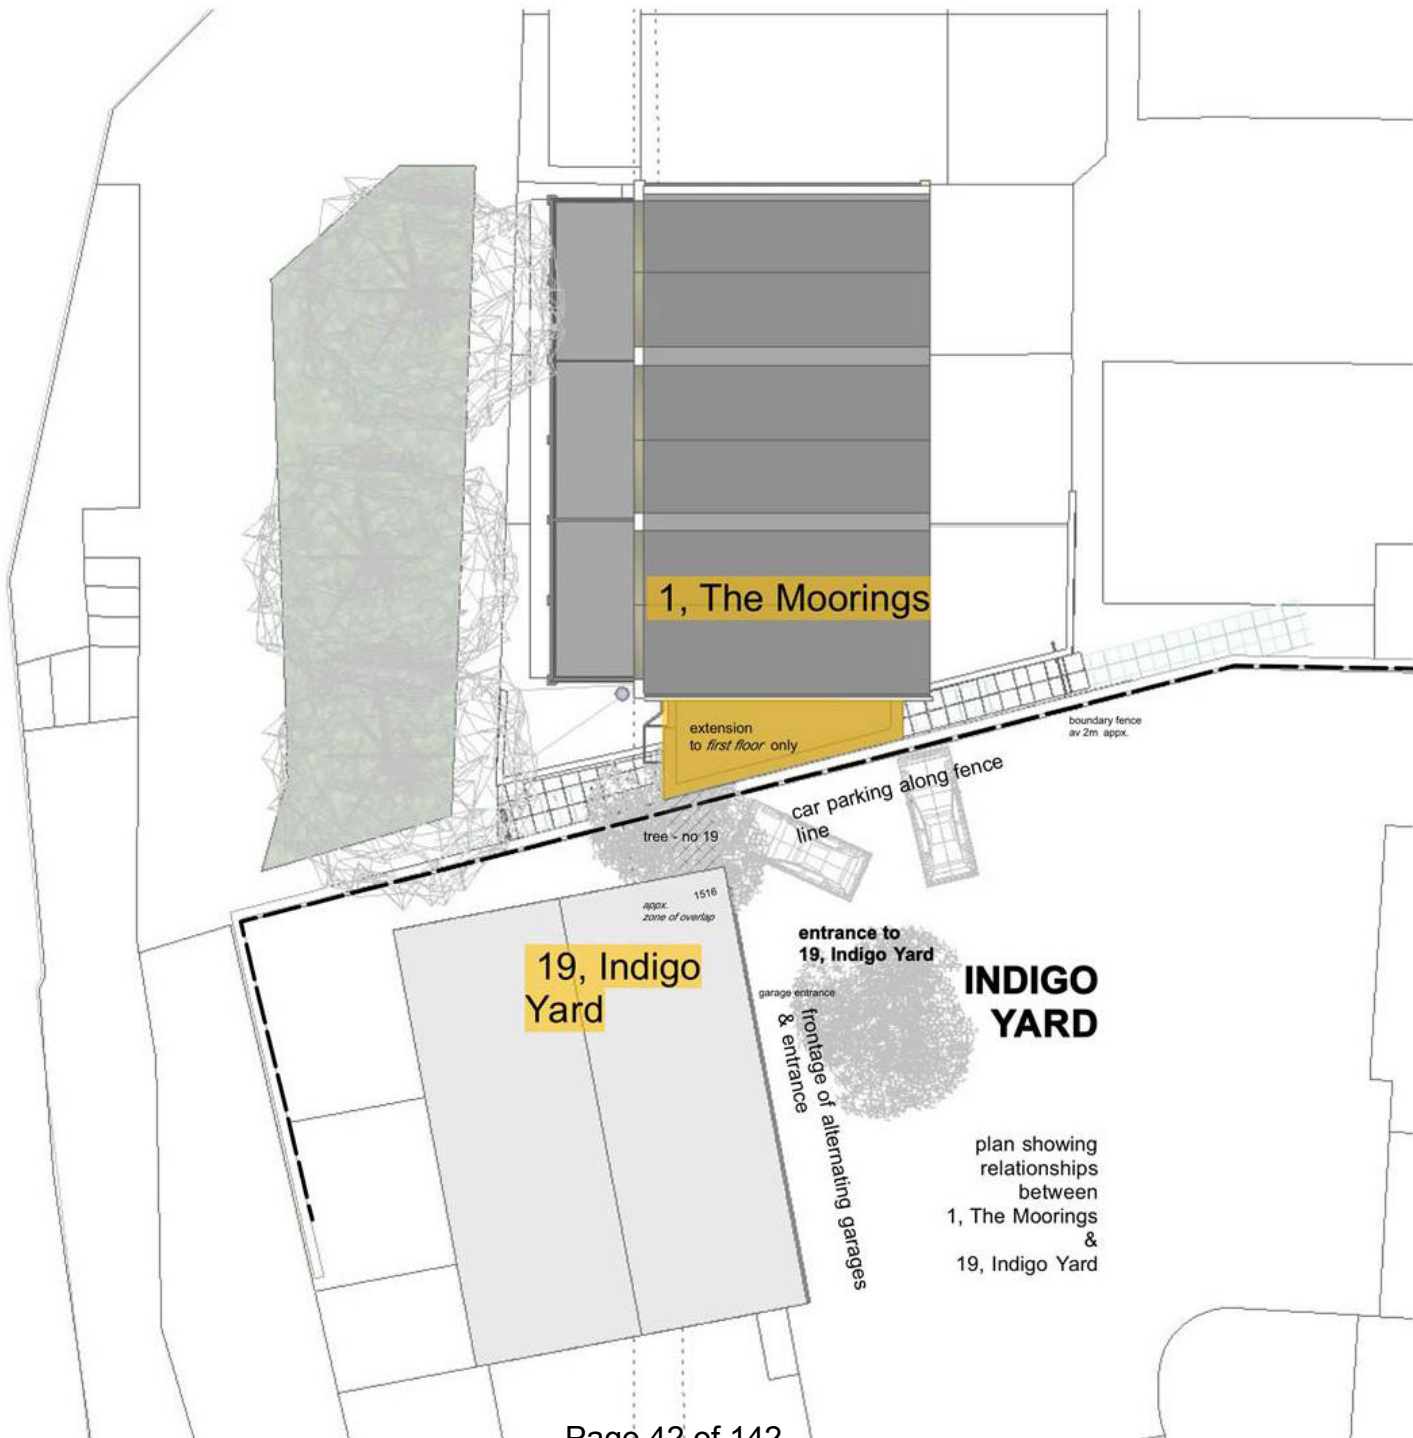 1, The Moorings
extension
to first floor only
boundary fence
av 2m appx.
car parking along fence
line
tree - no 19
1516
appx.
zone of overlap
entrance to
19, Indigo Yard
19, Indigo
Yard
garage entrance
frontage of alternating garages
& entrance
INDIGO
YARD
plan showing
relationships
between
1, The Moorings
&
19, Indigo Yard
Page 42 of 142